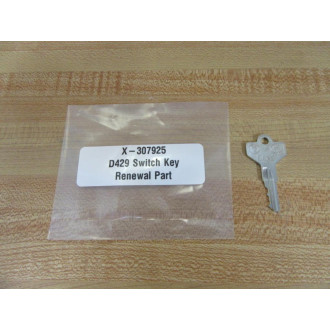 X-307925
D429 Switch Key
Renewal Part